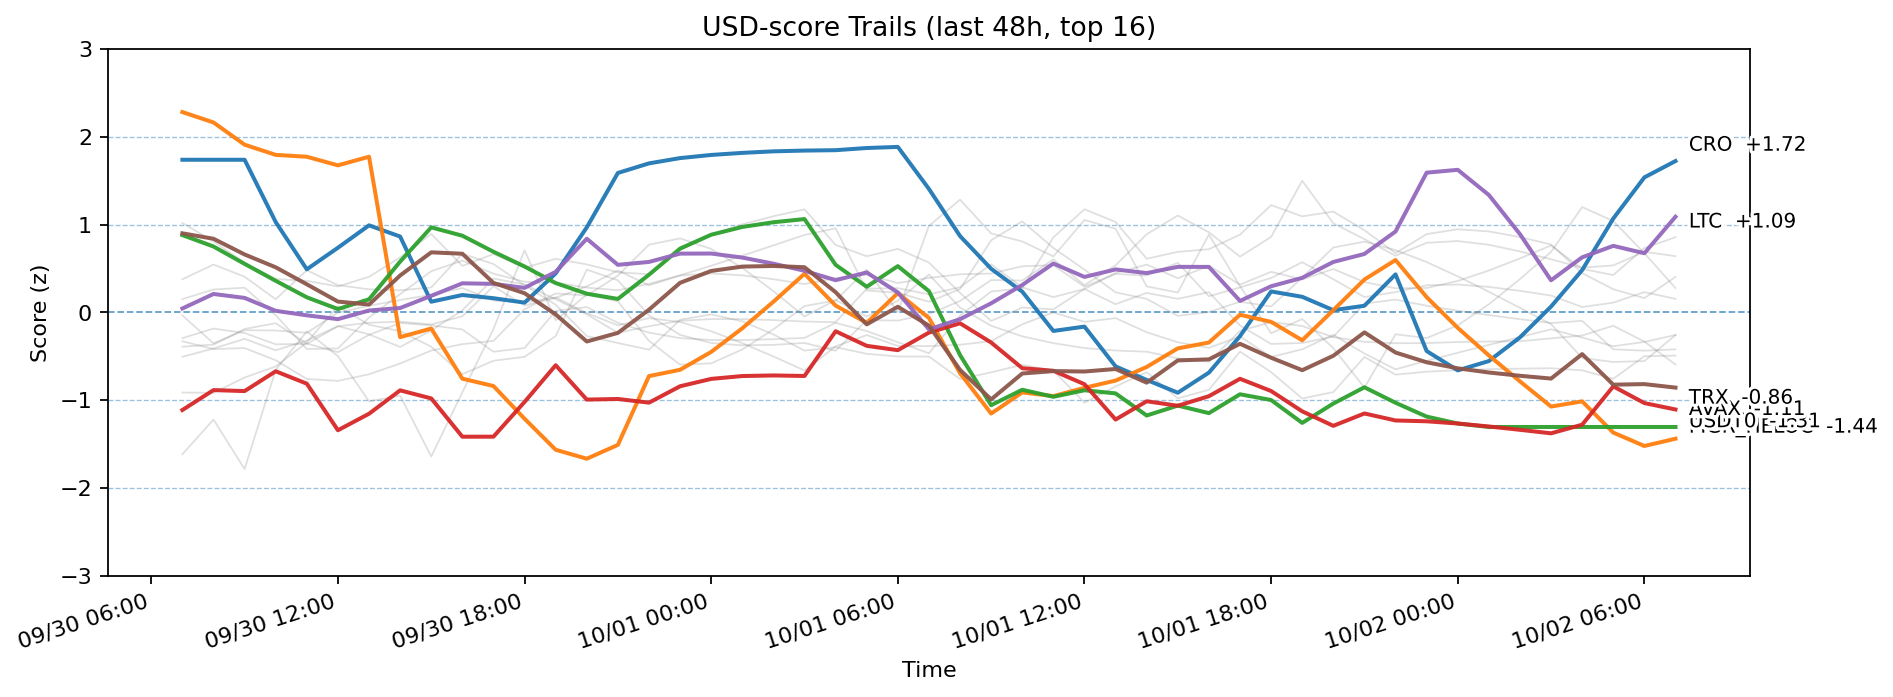 USD-score Trails (last 48h, top 16)
Score (z)
3
2
1
0
−1
−2
−3
CRO +1.72
LTC +1.09
TRX -0.86
AVAX -1.11
-1.31
-1.44
09/30 06:00
09/30 12:00
09/30 18:00
10/01 00:00
10/01 06:00
10/01 12:00
10/01 18:00
10/02 00:00
10/02 06:00
Time